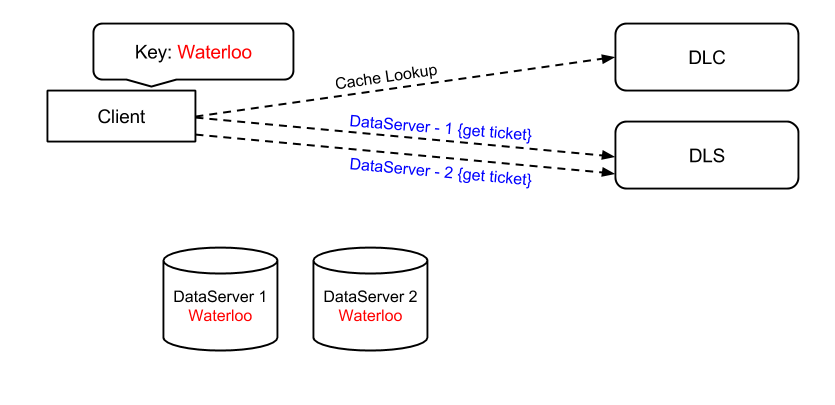 Key: Waterloo
Client
Cache Lookup
DataServer - 1 {get ticket}
DataServer - 2 {get ticket}
DLC
DLS
DataServer 1
Waterloo
DataServer 2
Waterloo